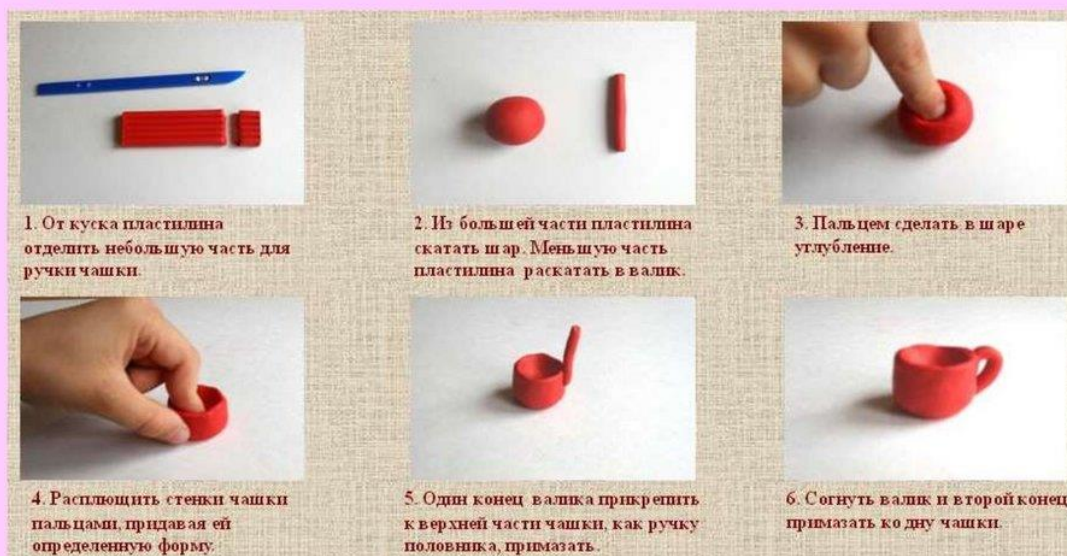 1. От куска пластилина
отделить небольшую часть для
ручки чашки.
2. Из большей части пластилина
скатать шар. Меньшую часть
пластилина раскатать в валик.
3. Пальцем сделать в шаре
углубление.
4. Расплющить стенки чашки
пальцами, придавая ей
определенную форму.
5. Один конец валика прикрепить
к верхней части чашки, как ручку
половника, примазать.
6. Согнуть валик и второй конец
примазать ко дну чашки.